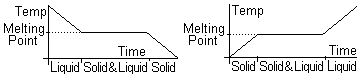 Temp
Melting
Point
Time
Liquid Solid&Liquid Solid
Temp
Melting
Point
Time
Solid Solid&Liquid Liquid